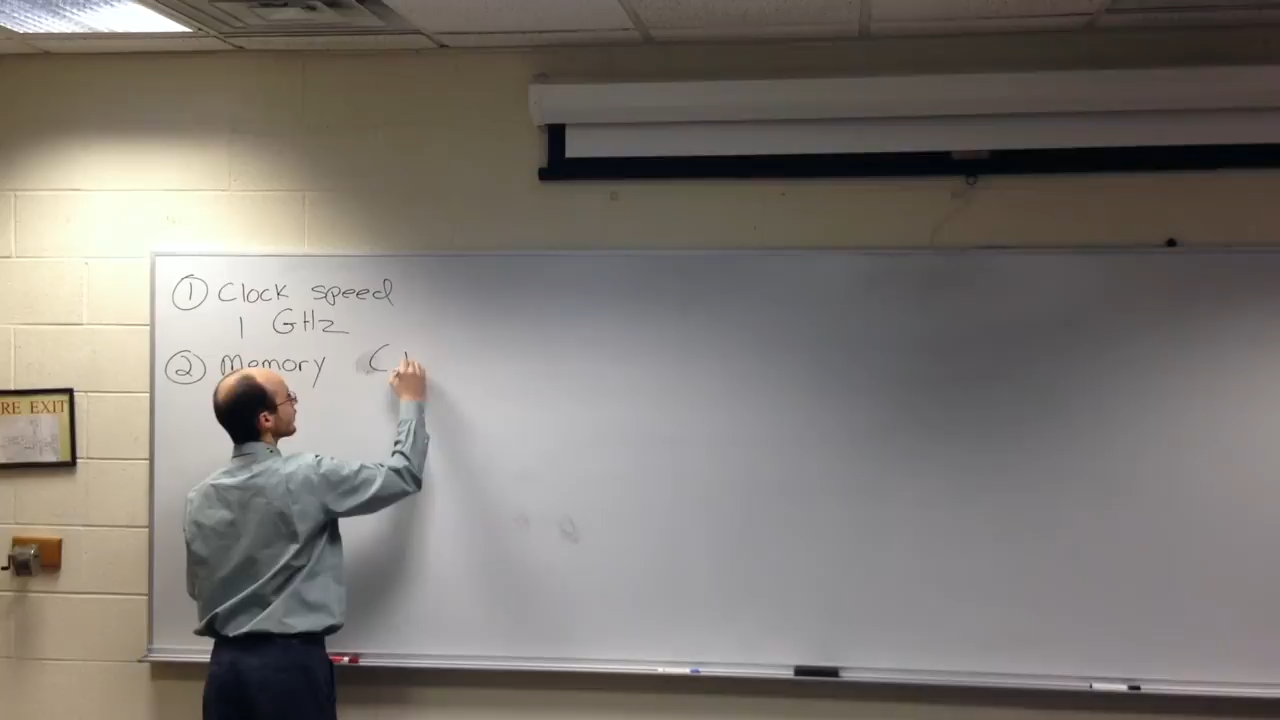 ① Clock speed
1 GHz
② Memory (
RE EXIT